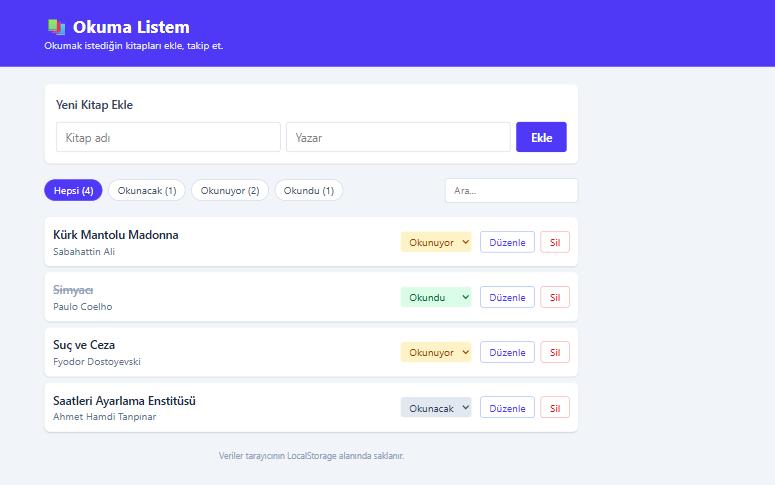 Okuma Listem
Okumak istediğin kitapları ekle, takip et.
Yeni Kitap Ekle
Kitap adı Yazar Ekle
Hepsi (4) Okunacak (1) Okunuyor (2) Okundu (1) Ara...
Kürk Mantolu Madonna
Sabahattin Ali
Okunuyor Düzenle Sil
Simyacı
Paulo Coelho
Okundu Düzenle Sil
Suç ve Ceza
Fyodor Dostoyevski
Okunuyor Düzenle Sil
Saatleri Ayarlama Enstitüsü
Ahmet Hamdi Tanpınar
Okunacak Düzenle Sil
Veriler tarayıcının LocalStorage alanında saklanır.